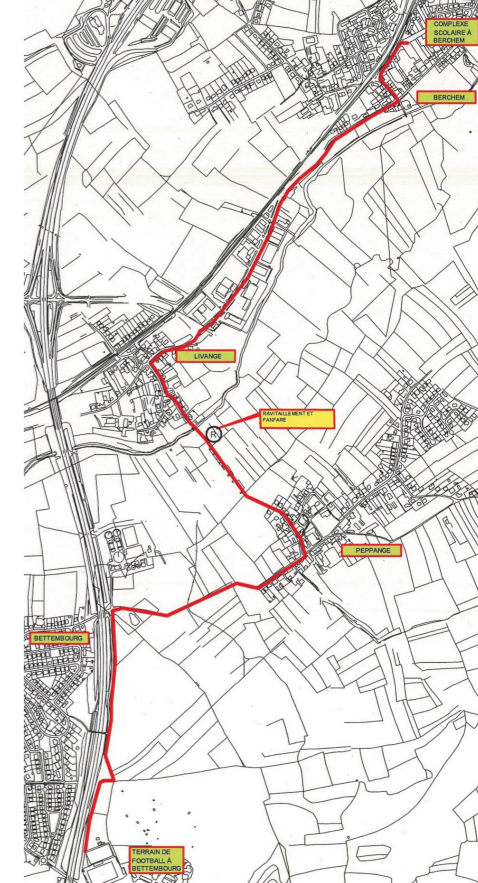 COMPLEXE
SCOLAIRE À
BERCHEM
BERCHEM
LIVANGE
RAVITAILLEMENT ET
FANFARE
R
PEPPANGE
BETTEMBOURG
TERRAIN DE
FOOTBALL À
BETTEMBOURG